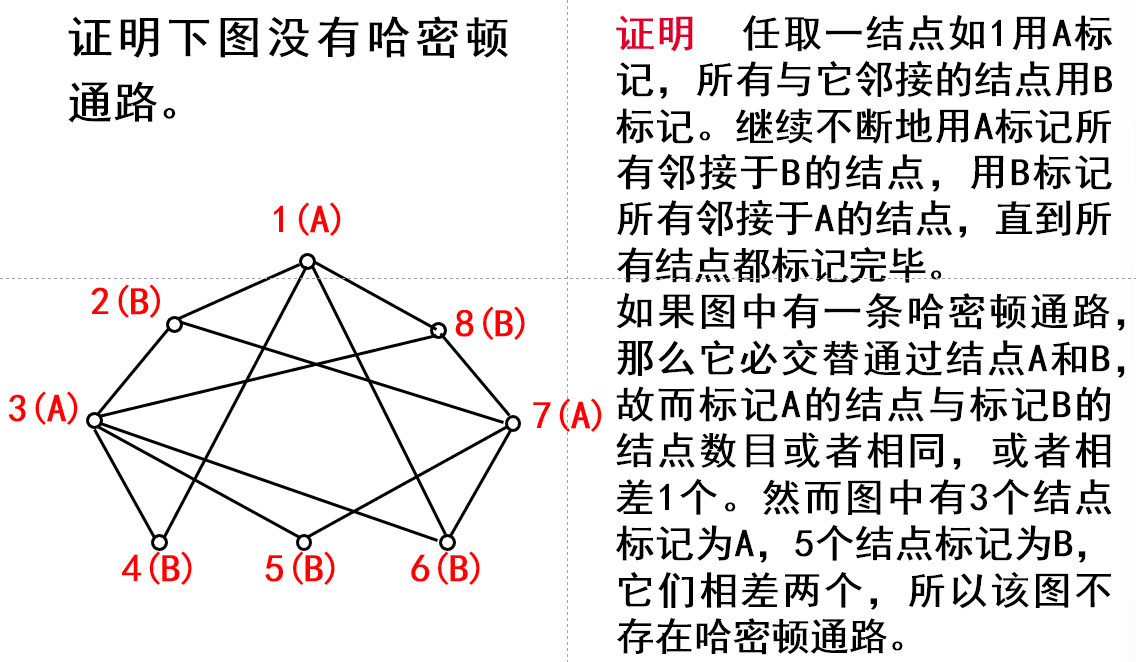 证明下图没有哈密顿
通路。
1(A)
2(B)
8(B)
3(A)
7(A)
4(B)
5(B)
6(B)
证明 任取一结点如1用A标
记，所有与它邻接的结点用B
标记。继续不断地用A标记所
有邻接于B的结点，用B标记
所有邻接于A的结点，直到所
有结点都标记完毕。
如果图中有一条哈密顿通路，
那么它必交替通过结点A和B，
故而标记A的结点与标记B的
结点数目或者相同，或者相
差1个。然而图中有3个结点
标记为A，5个结点标记为B，
它们相差两个，所以该图不
存在哈密顿通路。